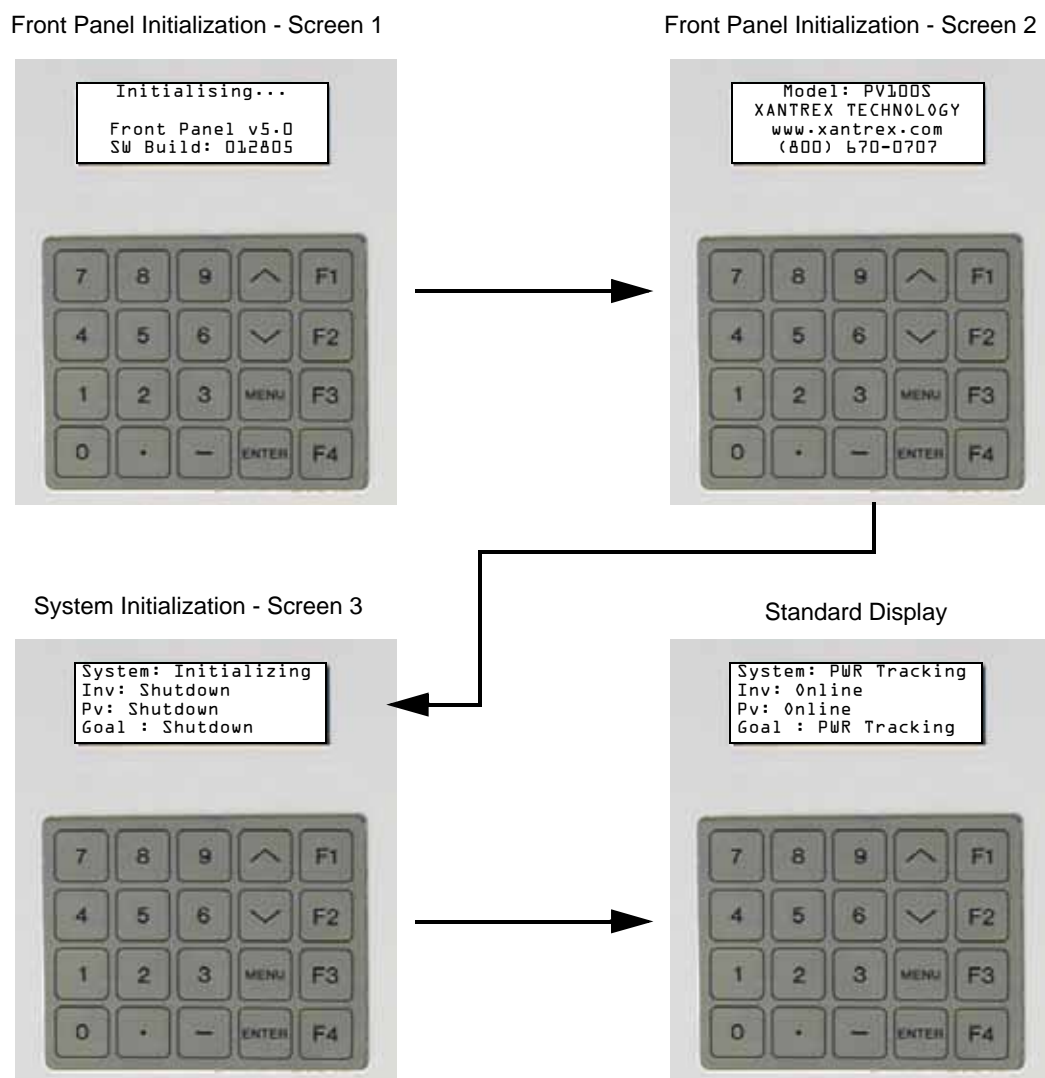 Front Panel Initialization - Screen 1
Initialising...
Front Panel v5.0
SW Build: 012805
7 8 9 F1
4 5 6 F2
1 2 3 MENU F3
0 . - ENTER F4
Front Panel Initialization - Screen 2
Model: PV100S
XANTREX TECHNOLOGY
www.xantrex.com
(800) 670-0707
7 8 9 F1
4 5 6 F2
1 2 3 MENU F3
0 . - ENTER F4
System Initialization - Screen 3
System: Initializing
Inv: Shutdown
Pv: Shutdown
Goal : Shutdown
7 8 9 F1
4 5 6 F2
1 2 3 MENU F3
0 . - ENTER F4
Standard Display
System: PWR Tracking
Inv: Online
Pv: Online
Goal : PWR Tracking
7 8 9 F1
4 5 6 F2
1 2 3 MENU F3
0 . - ENTER F4